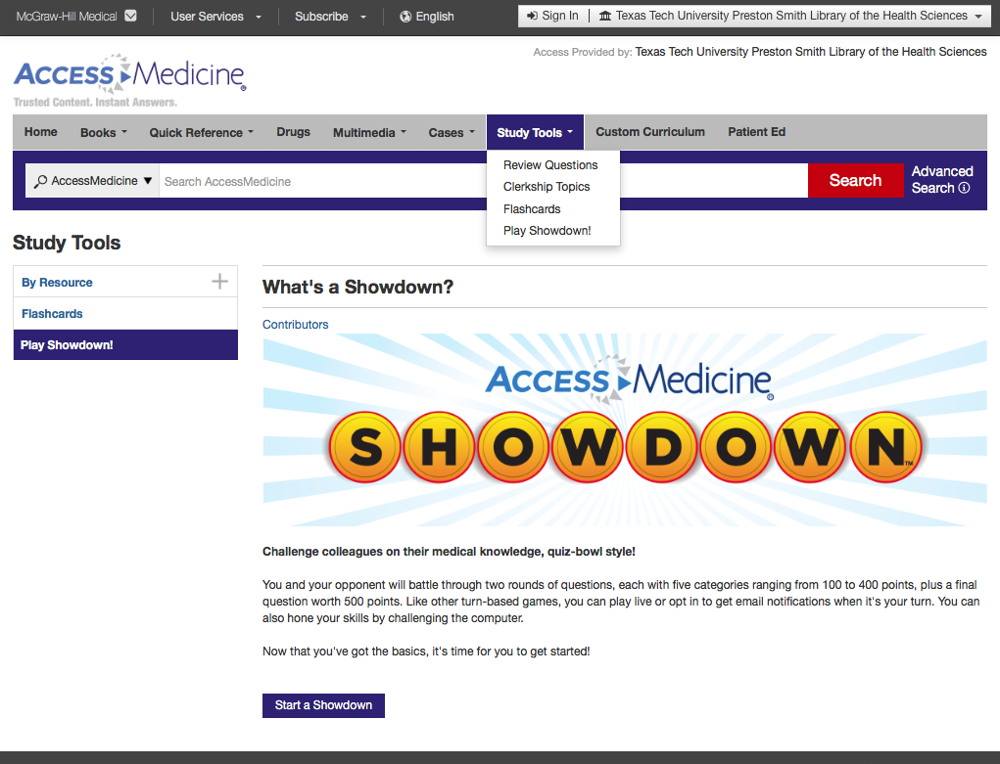 McGraw-Hill Medical User Services Subscribe English Sign In Texas Tech University Preston Smith Library of the Health Sciences
Access Provided by: Texas Tech University Preston Smith Library of the Health Sciences
ACCESS Medicine®
Trusted Content. Instant Answers.
Home Books Quick Reference Drugs Multimedia Cases Study Tools Custom Curriculum Patient Ed
AccessMedicine Search AccessMedicine Search Advanced Search
Review Questions
Clerkship Topics
Flashcards
Play Showdown!
Study Tools
By Resource
Flashcards
Play Showdown!
What's a Showdown?
Contributors
ACCESS Medicine®
SHOWDOWN™
Challenge colleagues on their medical knowledge, quiz-bowl style!
You and your opponent will battle through two rounds of questions, each with five categories ranging from 100 to 400 points, plus a final
question worth 500 points. Like other turn-based games, you can play live or opt in to get email notifications when it's your turn. You can
also hone your skills by challenging the computer.
Now that you've got the basics, it's time for you to get started!
Start a Showdown